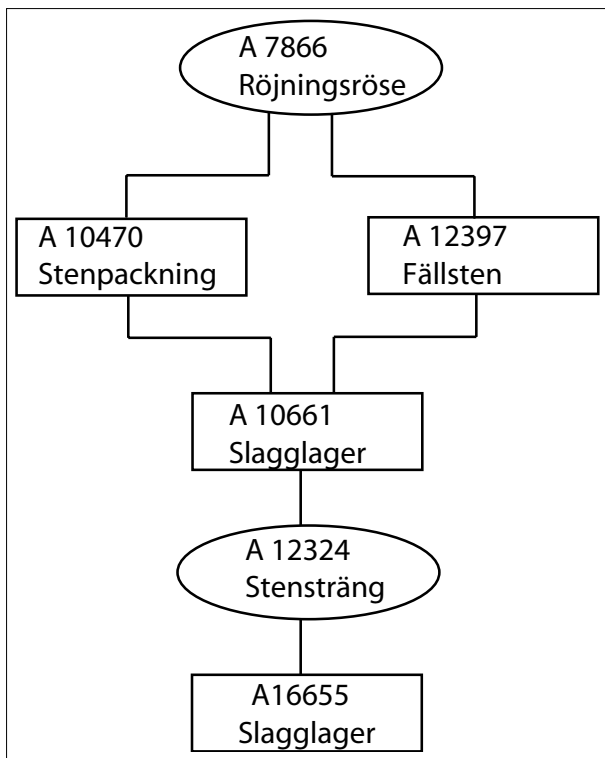 A 7866
Röjningsröse
A 10470
Stenpackning
A 12397
Fällsten
A 10661
Slagglager
A 12324
Stensträng
A16655
Slagglager